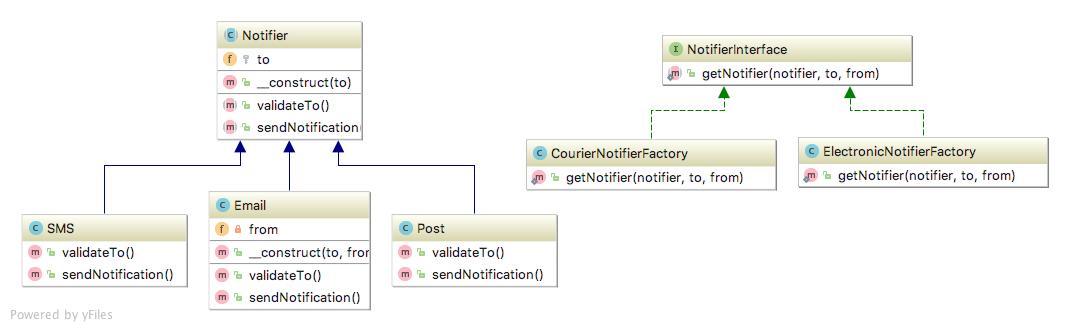 Notifier
to
__construct(to)
validateTo()
sendNotification
SMS
validateTo()
sendNotification()
Email
from
__construct(to, from
validateTo()
sendNotification()
Post
validateTo()
sendNotification()
NotifierInterface
getNotifier(notifier, to, from)
CourierNotifierFactory
getNotifier(notifier, to, from)
ElectronicNotifierFactory
getNotifier(notifier, to, from)
Powered by yFiles